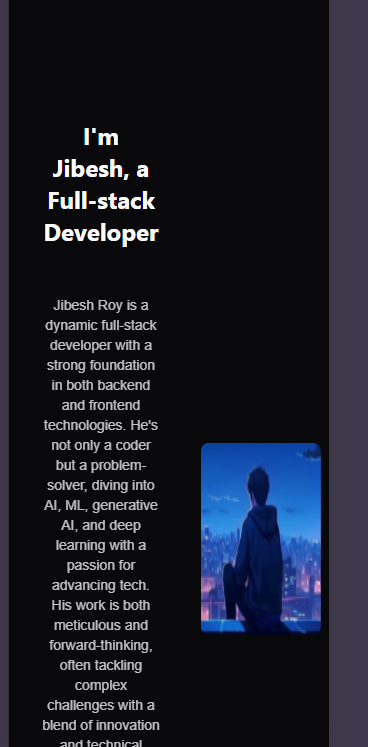 I'm
Jibesh, a
Full-stack
Developer
Jibesh Roy is a
dynamic full-stack
developer with a
strong foundation
in both backend
and frontend
technologies. He's
not only a coder
but a problem-
solver, diving into
AI, ML, generative
AI, and deep
learning with a
passion for
advancing tech.
His work is both
meticulous and
forward-thinking,
often tackling
complex
challenges with a
blend of innovation
and technical